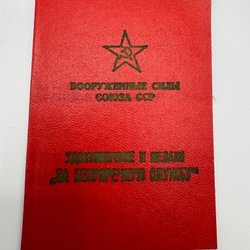 ВООРУЖЕННЫЕ СИЛЫ
СОЮЗА ССР
УДОСТОВЕРЕНИЕ К МЕДАЛИ
„ЗА БЕЗУПРЕЧНУЮ СЛУЖБУ"